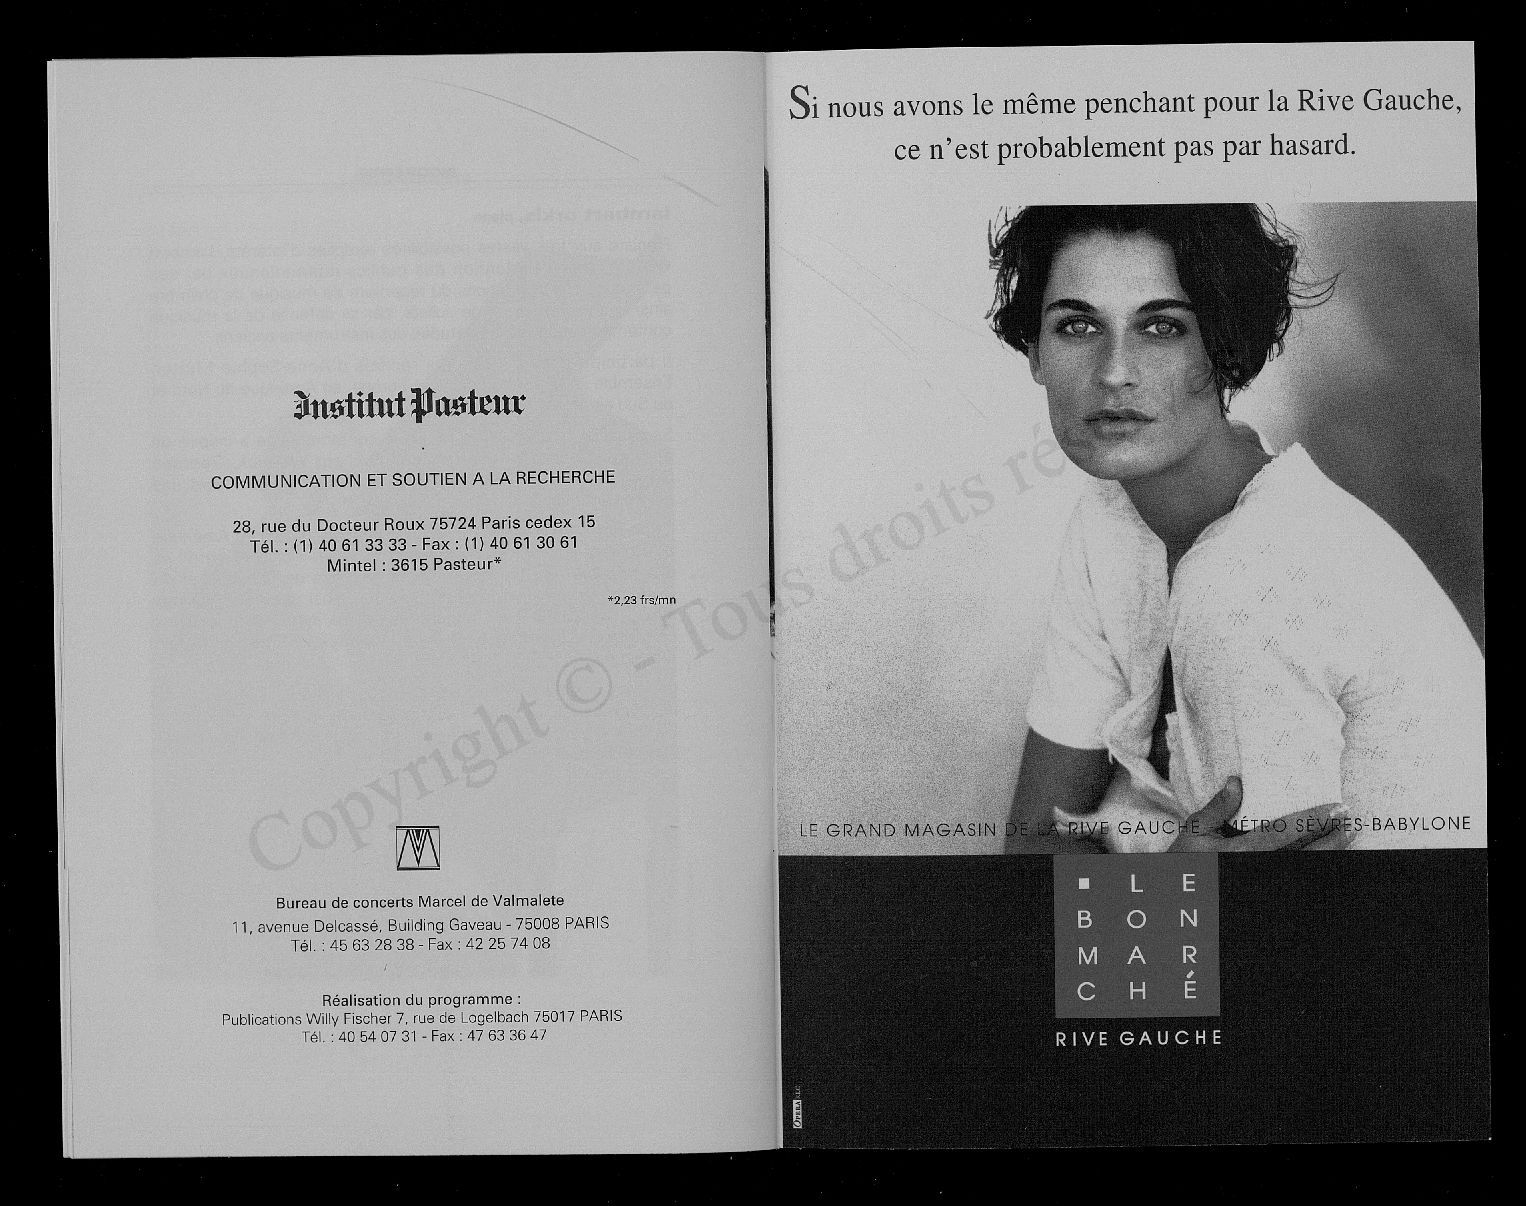 Institut Pasteur
COMMUNICATION ET SOUTIEN A LA RECHERCHE
28, rue du Docteur Roux 75724 Paris cedex 15
Tél. : (1) 40 61 33 33 - Fax : (1) 40 61 30 61
Mintel : 3615 Pasteur*
*2,23 frs/mn
Bureau de concerts Marcel de Valmalete
11, avenue Delcassé, Building Gaveau - 75008 PARIS
Tél. : 45 63 28 38 - Fax : 42 25 74 08
Réalisation du programme :
Publications Willy Fischer 7, rue de Logelbach 75017 PARIS
Tél. : 40 54 07 31 - Fax : 47 63 36 47
Copyright © - Tous droits ré
Si nous avons le même penchant pour la Rive Gauche,
ce n'est probablement pas par hasard.
LE GRAND MAGASIN DE LA RIVE GAUCHE - MÉTRO SÈVRES-BABYLONE
LE
BON
MAR
CHÉ
RIVE GAUCHE
OPERA